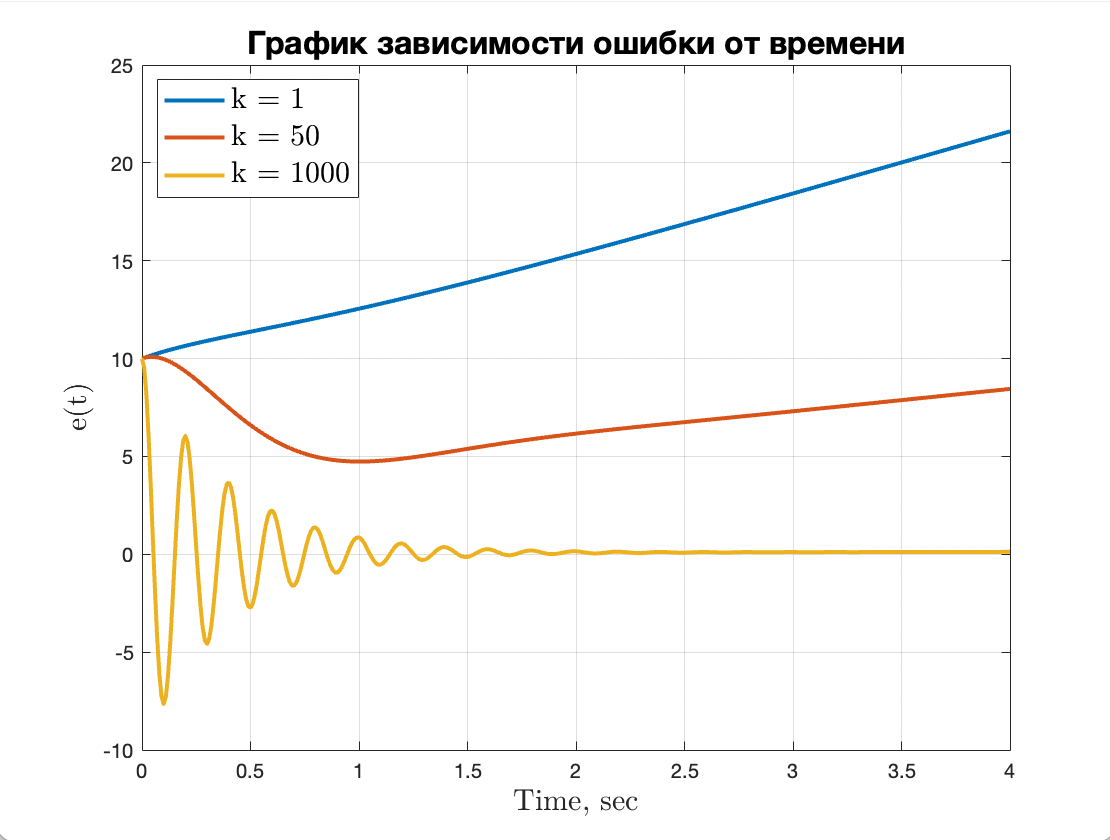 График зависимости ошибки от времени
k = 1
k = 50
k = 1000
25
20
15
10
5
0
-5
-10
e(t)
0 0.5 1 1.5 2 2.5 3 3.5 4
Time, sec